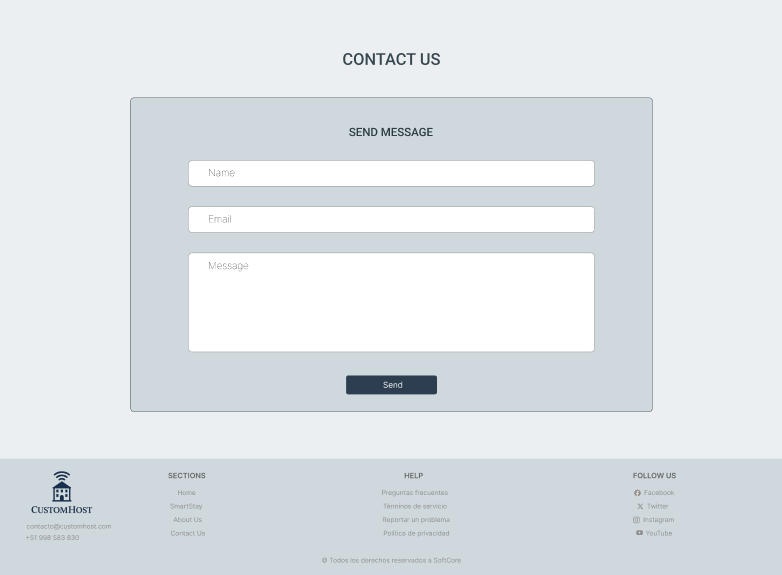 CONTACT US
SEND MESSAGE
Name
Email
Message
Send
CUSTOMHOST
contacto@customhost.com
+51 998 583 830
SECTIONS
Home
SmartStay
About Us
Contact Us
HELP
Preguntas frecuentes
Términos de servicio
Reportar un problema
Política de privacidad
FOLLOW US
Facebook
Twitter
Instagram
YouTube
© Todos los derechos reservados a SoftCore